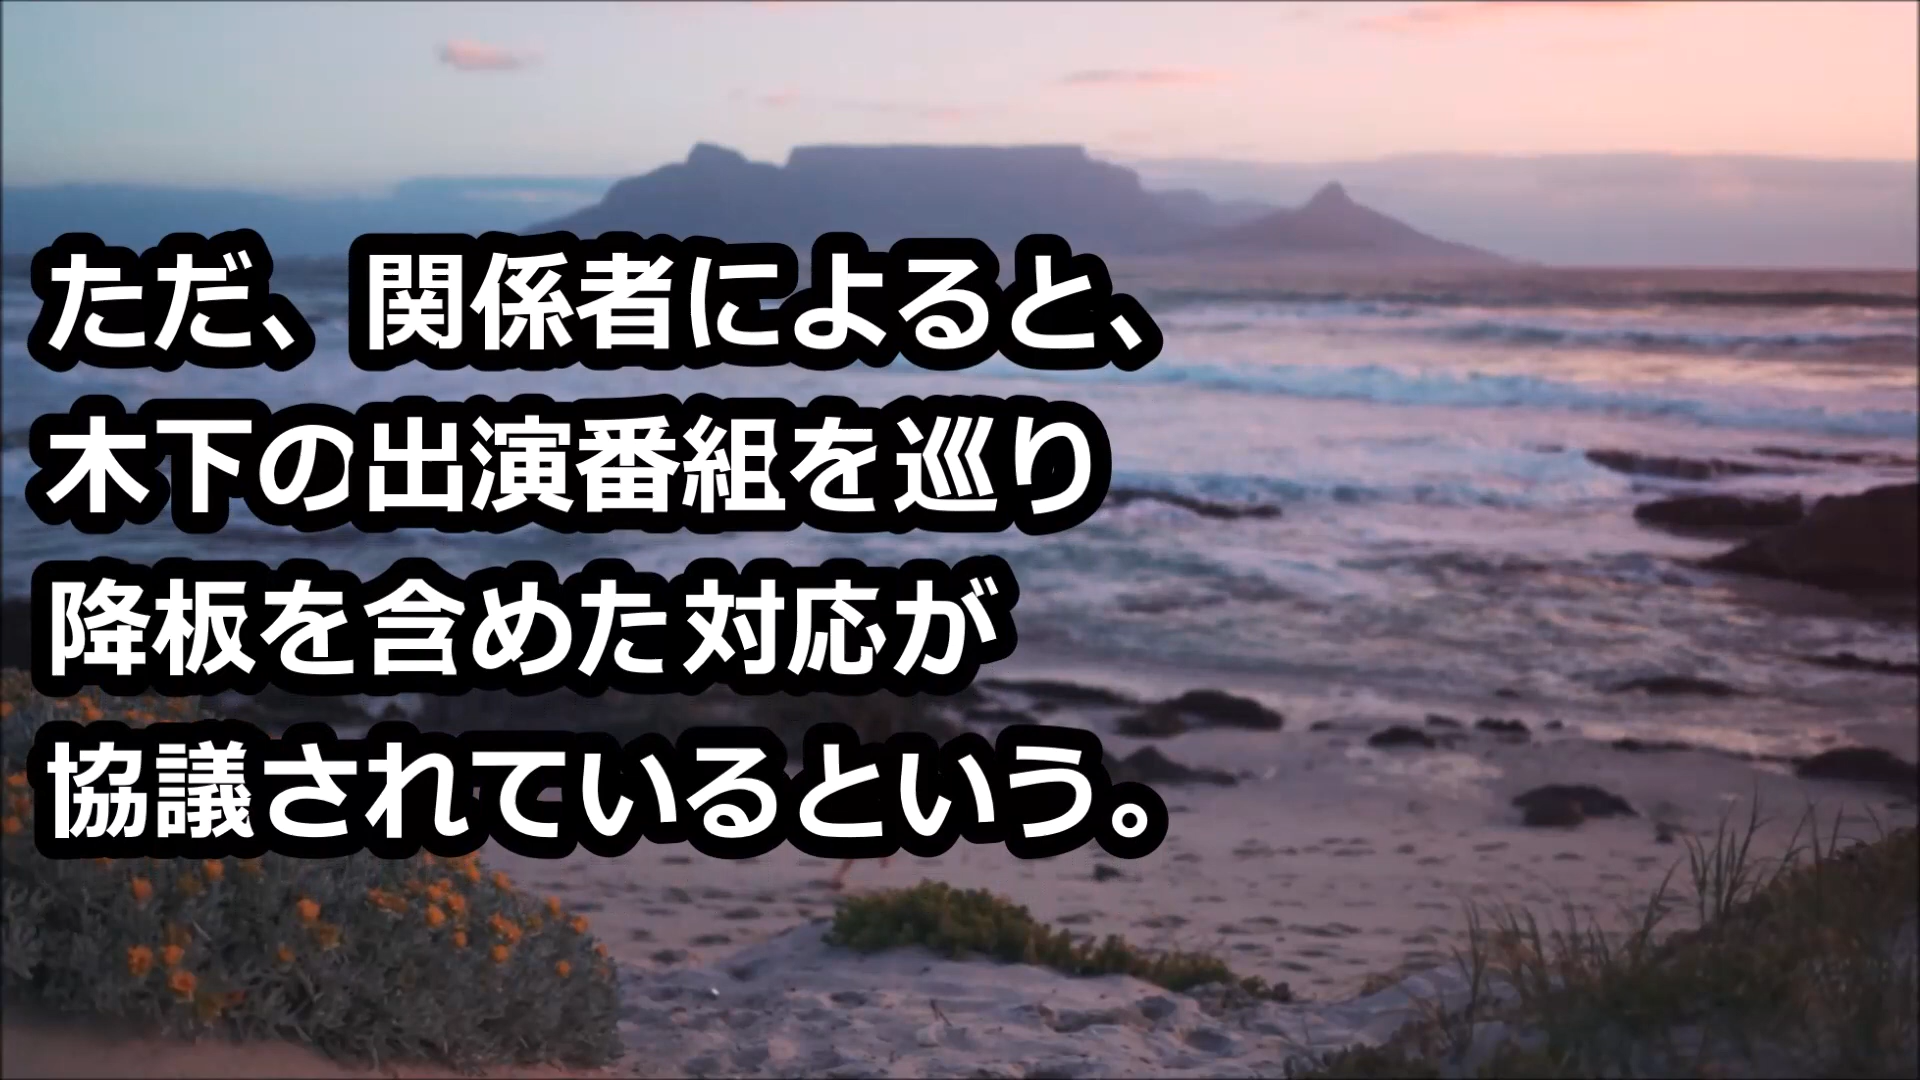 ただ、関係者によると、
木下の出演番組を巡り
降板を含めた対応が
協議されているという。